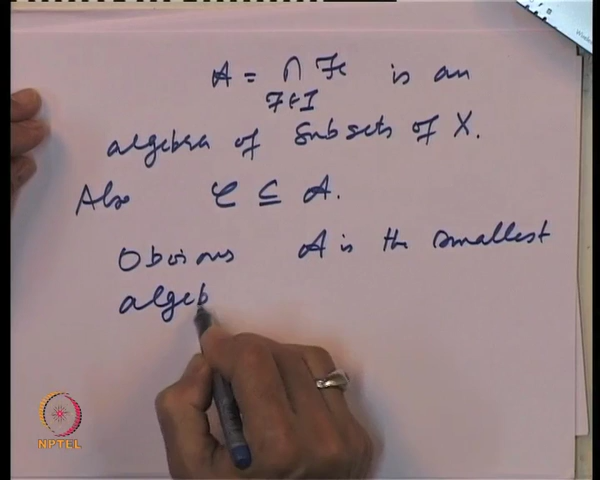 A = ∩ F is an
F ∈ I
algebra of subsets of X.
Also C ⊆ A.
Obvious A is the smallest
algeb
NPTEL